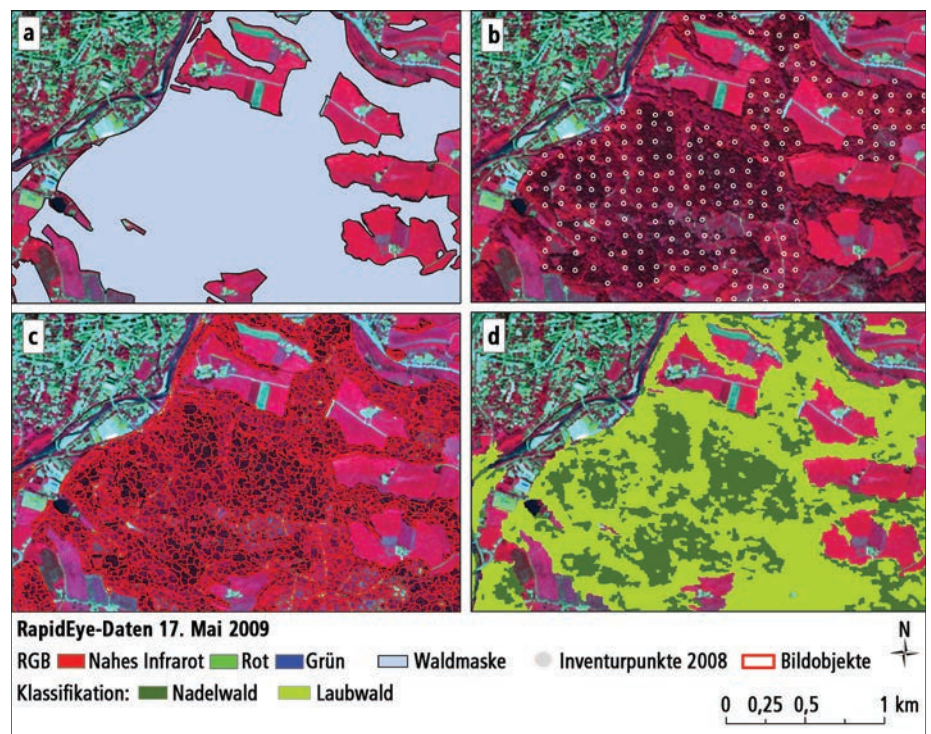 a
b
c
d
RapidEye-Daten 17. Mai 2009
RGB Nahes Infrarot Rot Grün Waldmaske Inventurpunkte 2008 Bildobjekte
N
Klassifikation: Nadelwald Laubwald
0 0,25 0,5 1 km